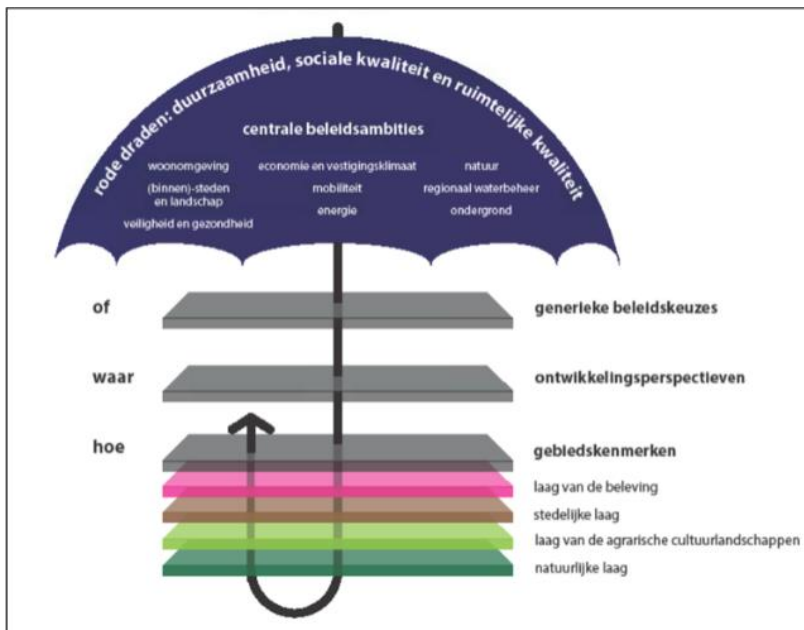 rode draden: duurzaamheid, sociale kwaliteit en ruimtelijke kwaliteit
centrale beleidsambities
woonomgeving
(binnen)-steden
en landschap
veiligheid en gezondheid
economie en vestigingsklimaat
mobiliteit
energie
natuur
regionaal waterbeheer
ondergrond
of
generieke beleidskeuzes
waar
ontwikkelingsperspectieven
hoe
gebiedskenmerken
laag van de beleving
stedelijke laag
laag van de agrarische cultuurlandschappen
natuurlijke laag